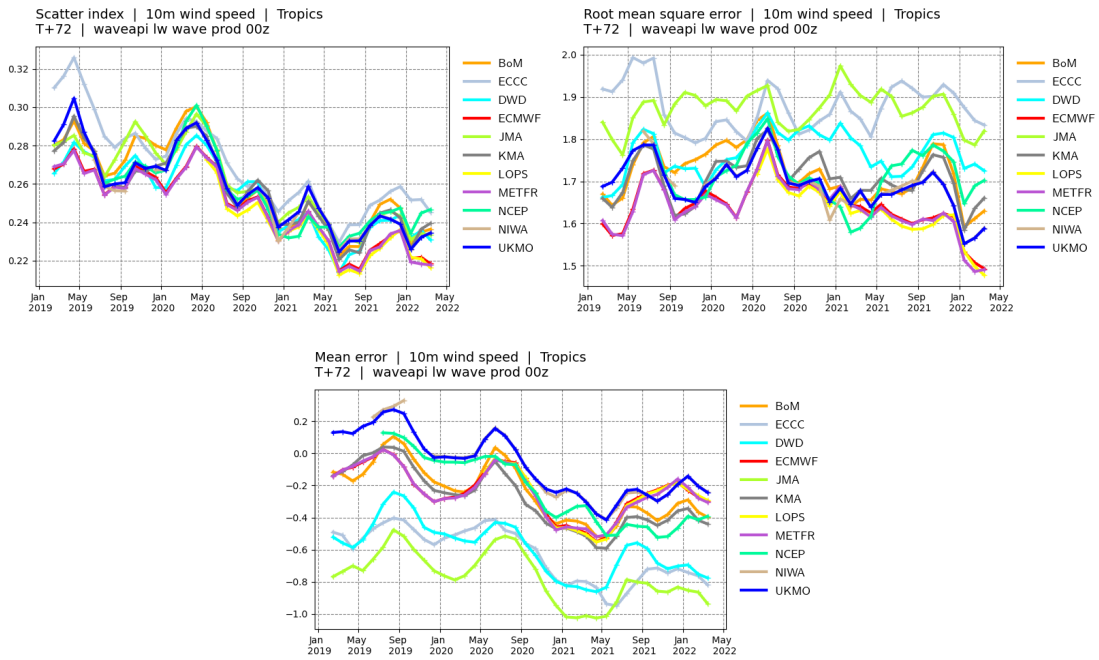 Scatter index | 10m wind speed | Tropics
T+72 | waveapi lw wave prod 00z
0.32
0.30
0.28
0.26
0.24
0.22
Jan 2019
May 2019
Sep 2019
Jan 2020
May 2020
Sep 2020
Jan 2021
May 2021
Sep 2021
Jan 2022
May 2022
BoM
ECCC
DWD
ECMWF
JMA
KMA
LOPS
METFR
NCEP
NIWA
UKMO
Root mean square error | 10m wind speed | Tropics
T+72 | waveapi lw wave prod 00z
2.0
1.9
1.8
1.7
1.6
1.5
Jan 2019
May 2019
Sep 2019
Jan 2020
May 2020
Sep 2020
Jan 2021
May 2021
Sep 2021
Jan 2022
May 2022
BoM
ECCC
DWD
ECMWF
JMA
KMA
LOPS
METFR
NCEP
NIWA
UKMO
Mean error | 10m wind speed | Tropics
T+72 | waveapi lw wave prod 00z
0.2
0.0
−0.2
−0.4
−0.6
−0.8
−1.0
Jan 2019
May 2019
Sep 2019
Jan 2020
May 2020
Sep 2020
Jan 2021
May 2021
Sep 2021
Jan 2022
May 2022
BoM
ECCC
DWD
ECMWF
JMA
KMA
LOPS
METFR
NCEP
NIWA
UKMO